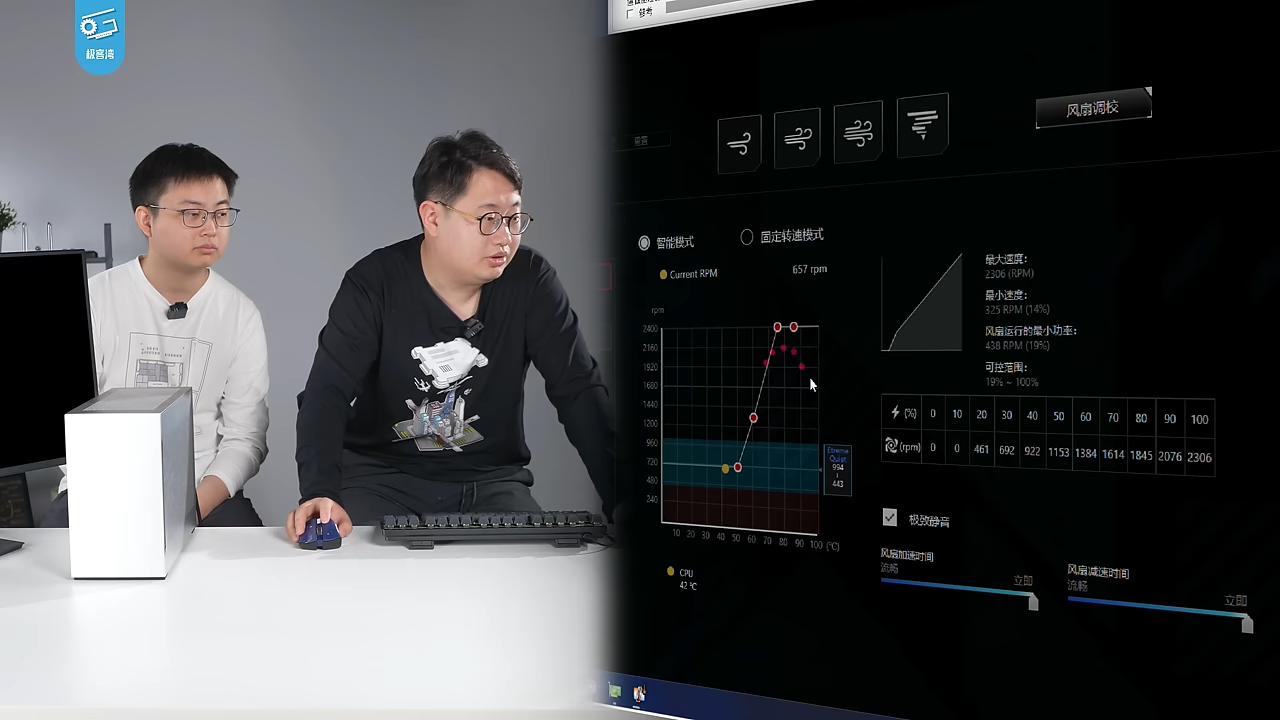 极客湾
参考
风扇调校
智能模式
固定转速模式
Current RPM
657 rpm
rpm
2400
2160
1920
1680
1440
1200
960
720
480
240
10 20 30 40 50 60 70 80 90 100 (°C)
Etreme
Quiet
994
443
CPU
42 °C
最大速度:
2306 (RPM)
最小速度:
325 RPM (14%)
风扇运行的最小功率:
438 RPM (19%)
可控范围:
19% ~ 100%
(%) 0 10 20 30 40 50 60 70 80 90 100
(rpm) 0 0 461 692 922 1153 1384 1614 1845 2076 2306
极致静音
风扇加速时间
流畅
立即
风扇减速时间
流畅
立即